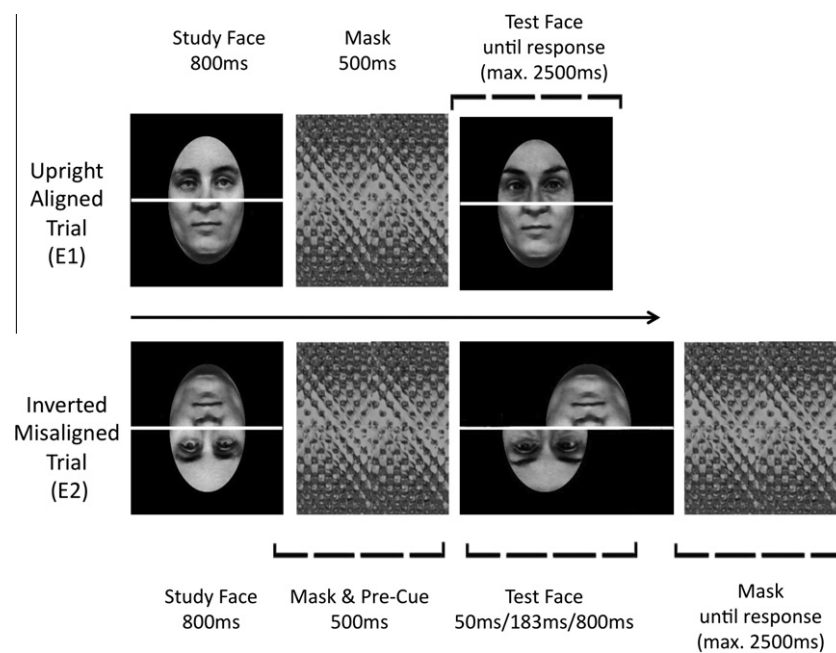 Study Face
800ms
Mask
500ms
Test Face
until response
(max. 2500ms)
Upright
Aligned
Trial
(E1)
Inverted
Misaligned
Trial
(E2)
Study Face
800ms
Mask & Pre-Cue
500ms
Test Face
50ms/183ms/800ms
Mask
until response
(max. 2500ms)